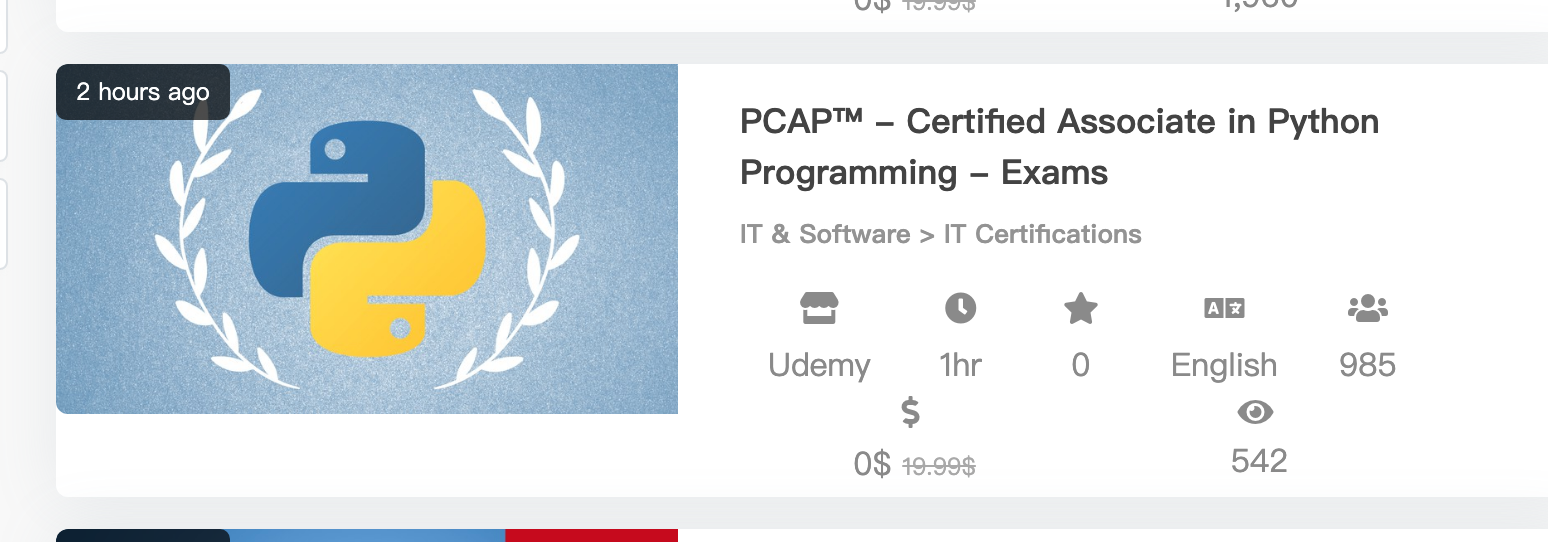 0$ 19.99$
2 hours ago
PCAP™ – Certified Associate in Python
Programming – Exams
IT & Software > IT Certifications
Udemy 1hr 0 English 985
0$ 19.99$ 542